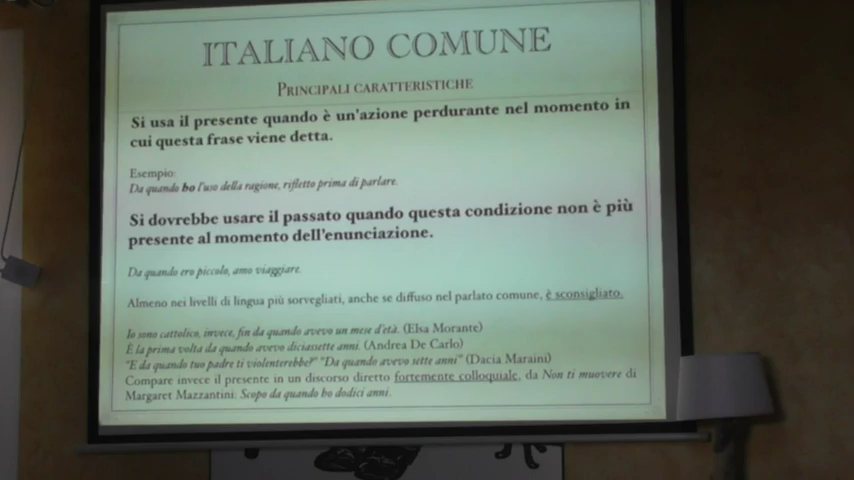 ITALIANO COMUNE
PRINCIPALI CARATTERISTICHE
Si usa il presente quando è un'azione perdurante nel momento in
cui questa frase viene detta.
Esempio:
Da quando ho l'uso della ragione, rifletto prima di parlare.
Si dovrebbe usare il passato quando questa condizione non è più
presente al momento dell'enunciazione.
Da quando ero piccolo, amo viaggiare.
Almeno nei livelli di lingua più sorvegliati, anche se diffuso nel parlato comune, è sconsigliato.
Io sono cattolico, invece, fin da quando avevo un mese d'età. (Elsa Morante)
È la prima volta da quando avevo diciassette anni. (Andrea De Carlo)
"E da quando tuo padre ti violenterebbe?" "Da quando avevo sette anni" (Dacia Maraini)
Compare invece il presente in un discorso diretto fortemente colloquiale, da Non ti muovere di
Margaret Mazzantini: Scopo da quando ho dodici anni.